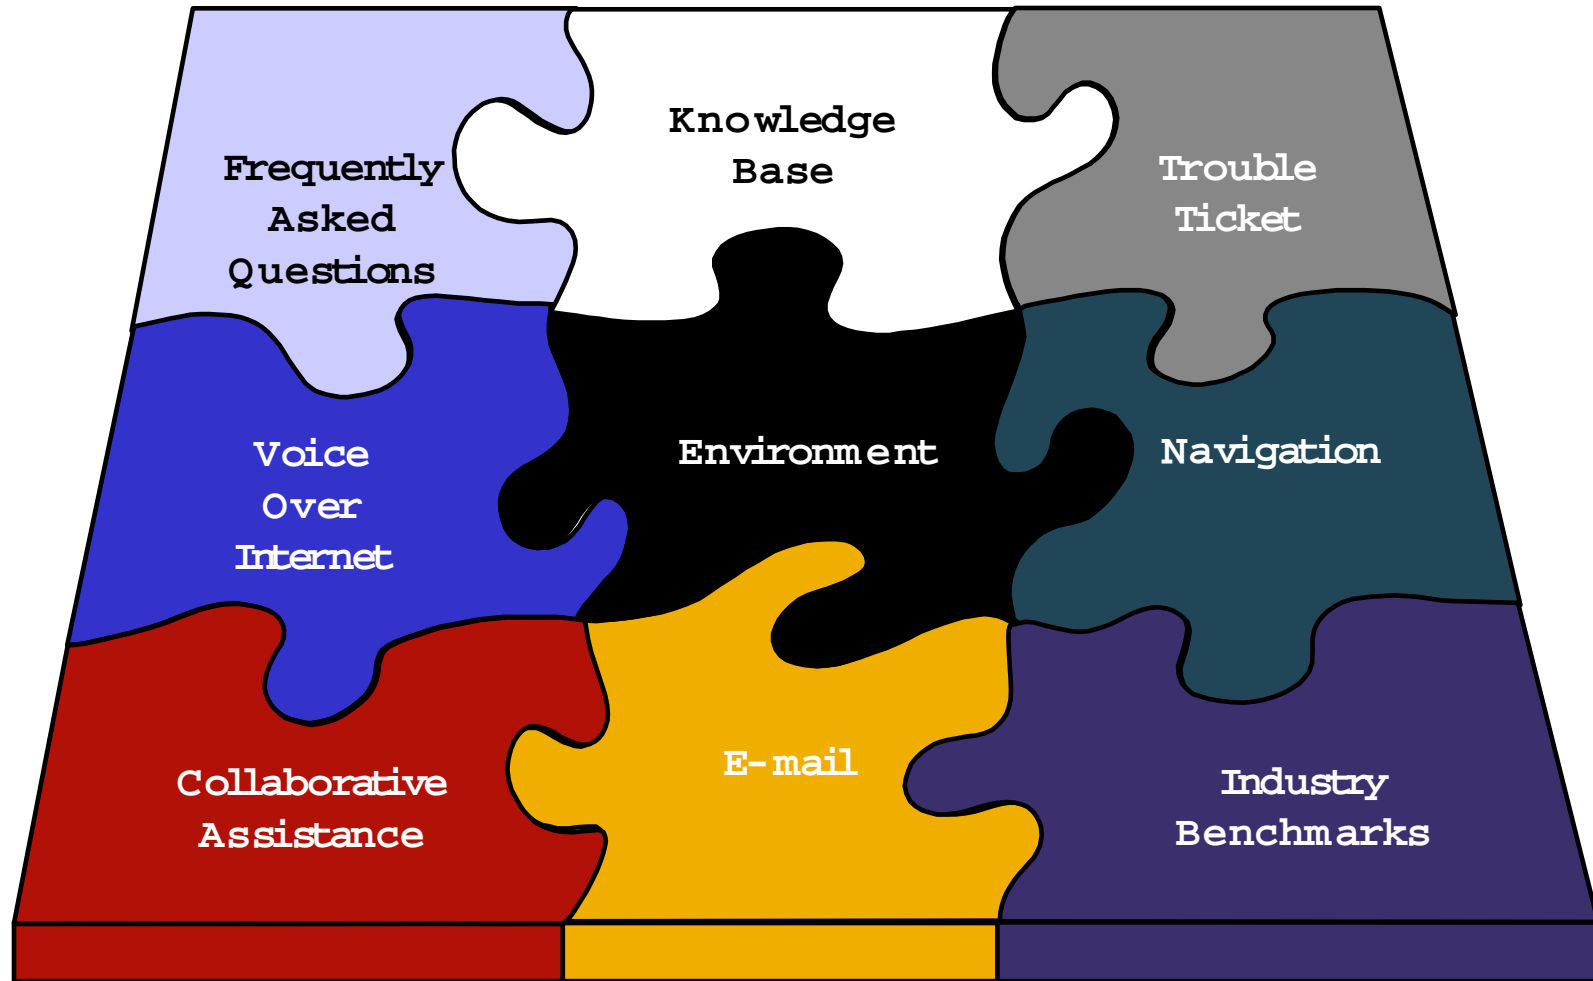 Frequently
Asked
Questions
Knowledge
Base
Trouble
Ticket
Voice
Over
Internet
Environment
Navigation
Collaborative
Assistance
E-mail
Industry
Benchmarks